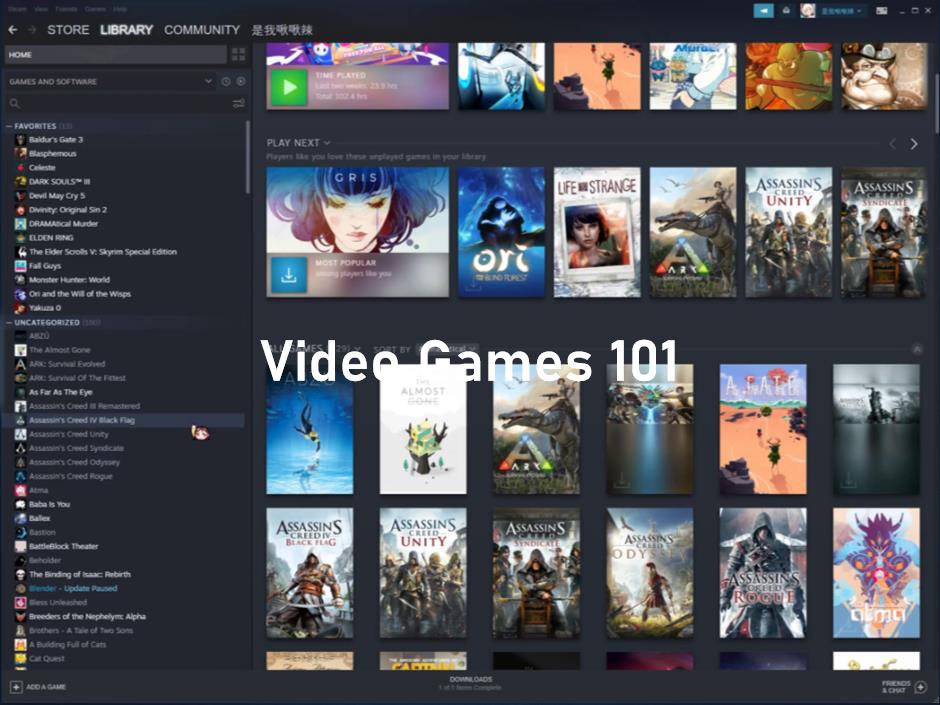 Steam View Friends Games Help
是我啾啾辣
STORE LIBRARY COMMUNITY 是我啾啾辣
HOME
GAMES AND SOFTWARE
FAVORITES (13)
Baldur's Gate 3
Blasphemous
Celeste
DARK SOULS™ III
Devil May Cry 5
Divinity: Original Sin 2
DRAMAtical Murder
ELDEN RING
The Elder Scrolls V: Skyrim Special Edition
Fall Guys
Monster Hunter: World
Ori and the Will of the Wisps
Yakuza 0
UNCATEGORIZED
ABZÛ
The Almost Gone
ARK: Survival Evolved
ARK: Survival Of The Fittest
As Far As The Eye
Assassin's Creed III Remastered
Assassin's Creed IV Black Flag
Assassin's Creed Unity
Assassin's Creed Syndicate
Assassin's Creed Odyssey
Assassin's Creed Rogue
Atma
Baba Is You
Ballex
Bastion
BattleBlock Theater
Beholder
The Binding of Isaac: Rebirth
Blender - Update Paused
Bless Unleashed
Breeders of the Nephelym: Alpha
Brothers - A Tale of Two Sons
A Building Full of Cats
Cat Quest
ADD A GAME
TIME PLAYED
Last two weeks: 23.9 hrs
Total: 102.4 hrs
PLAY NEXT
Players like you love these unplayed games in your library
GRIS
MOST POPULAR
among players like you
ori
AND THE BLIND FOREST
LIFE IS STRANGE
ARK
ASSASSIN'S CREED UNITY
ASSASSIN'S CREED SYNDICATE
SORT BY
Video Games 101
ABZÛ
THE ALMOST GONE
ARK
ASSASSIN'S CREED IV BLACK FLAG
ASSASSIN'S CREED UNITY
ASSASSIN'S CREED SYNDICATE
ASSASSIN'S CREED ODYSSEY
ASSASSIN'S CREED ROGUE
atma
DOWNLOADS
1 of 1 Items Complete
FRIENDS
& CHAT